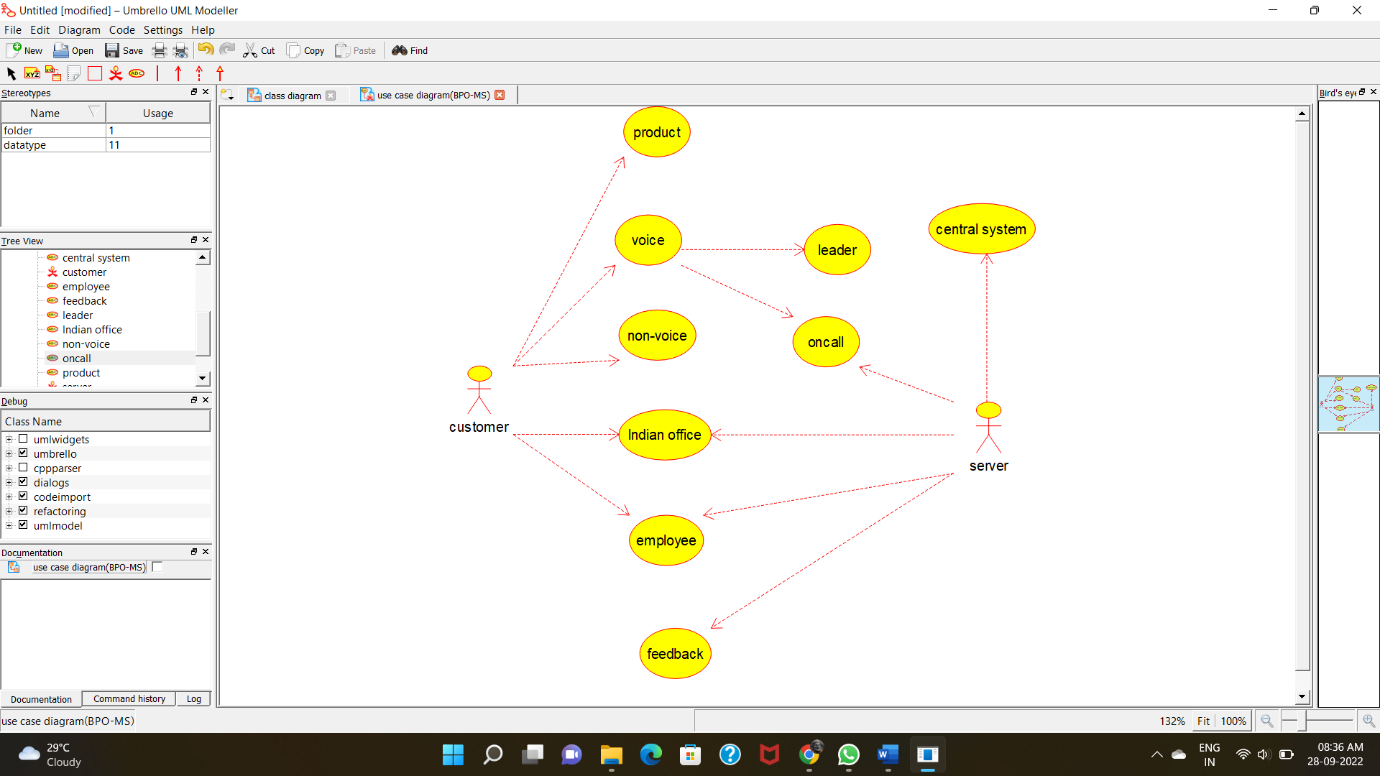 Untitled [modified] – Umbrello UML Modeller
File Edit Diagram Code Settings Help
New Open Save Cut Copy Paste Find
XYZ ABC
Stereotypes
Name Usage
folder 1
datatype 11
Tree View
central system
customer
employee
feedback
leader
Indian office
non-voice
oncall
product
server
Debug
Class Name
umlwidgets
umbrello
cppparser
dialogs
codeimport
refactoring
umlmodel
Documentation
use case diagram(BPO-MS)
Documentation Command history Log
class diagram use case diagram(BPO-MS)
Bird's eye
product
voice
leader
central system
non-voice
oncall
customer
Indian office
server
employee
feedback
use case diagram(BPO-MS)
132% Fit 100%
29°C
Cloudy
ENG
IN
08:36 AM
28-09-2022